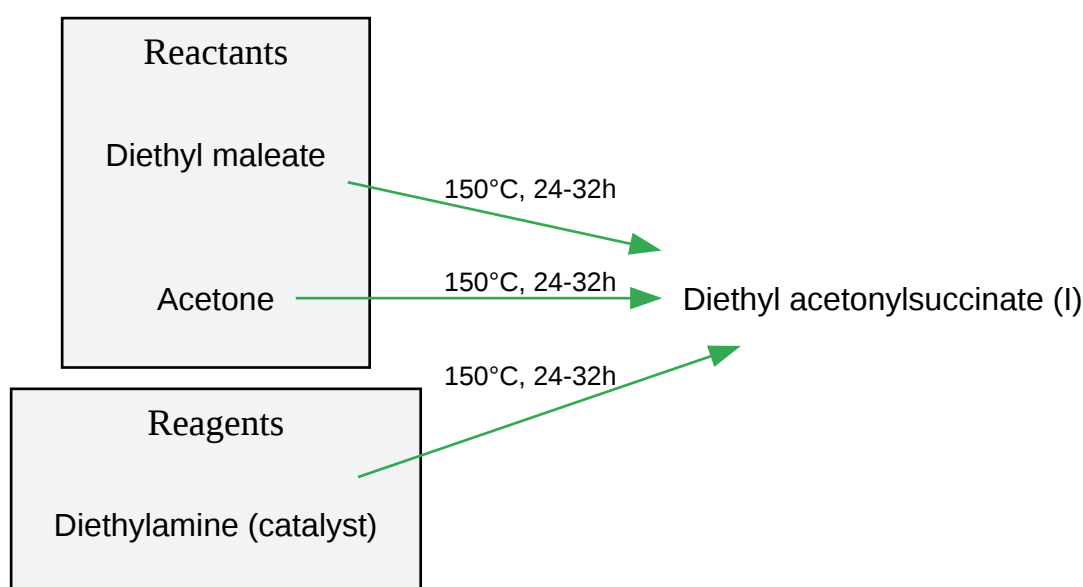 Reactants
Diethyl maleate
150°C, 24-32h
Acetone
150°C, 24-32h
Diethyl acetonylsuccinate (I)
150°C, 24-32h
Reagents
Diethylamine (catalyst)